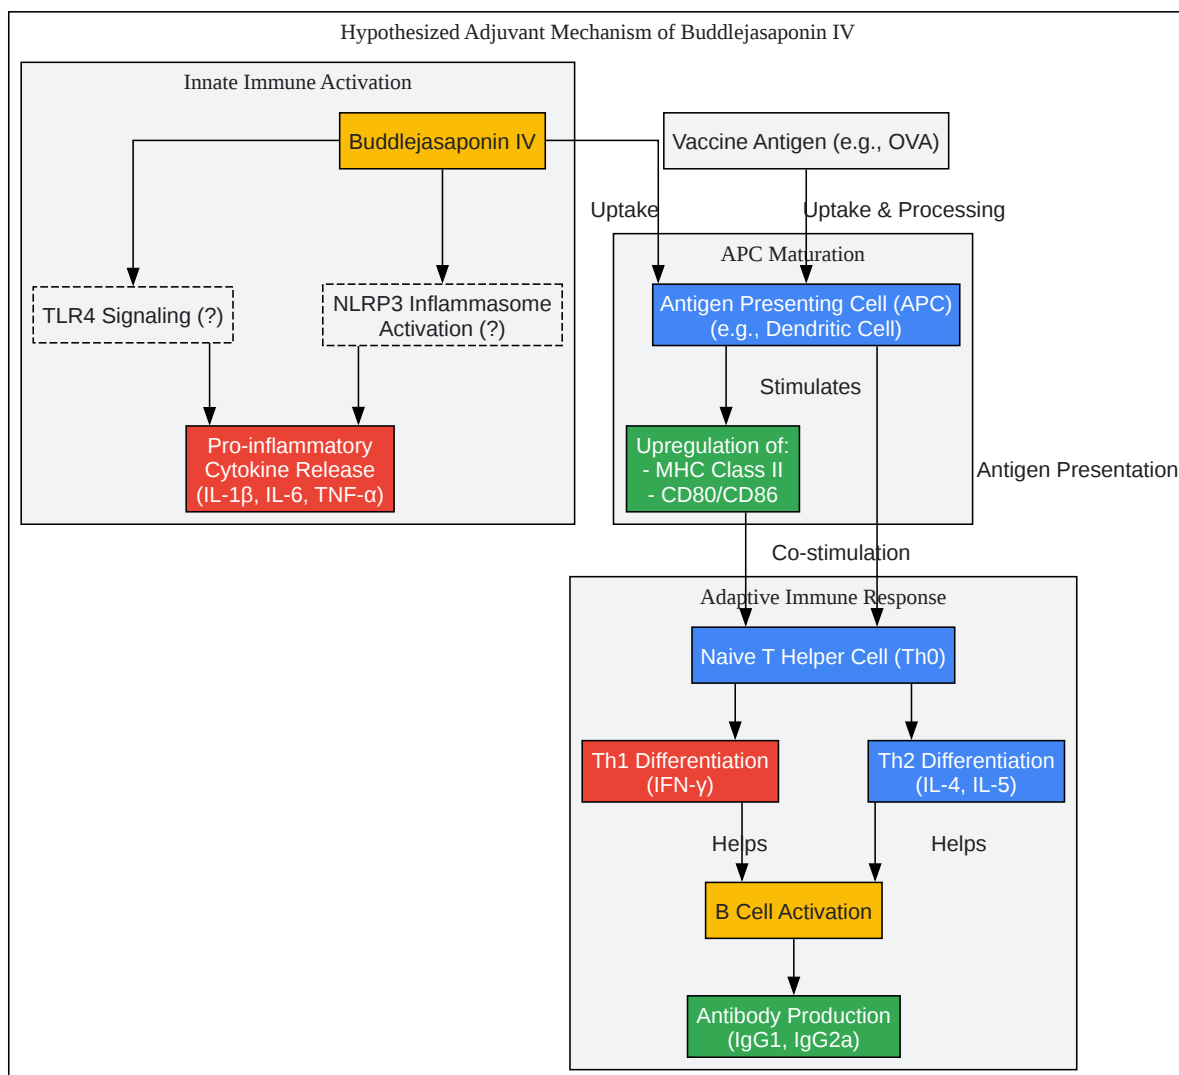 Hypothesized Adjuvant Mechanism of Buddlejasaponin IV
Innate Immune Activation
Buddlejasaponin IV
Vaccine Antigen (e.g., OVA)
Uptake
Uptake & Processing
APC Maturation
TLR4 Signaling (?)
NLRP3 Inflammasome
Activation (?)
Antigen Presenting Cell (APC)
(e.g., Dendritic Cell)
Stimulates
Pro-inflammatory
Cytokine Release
(IL-1β, IL-6, TNF-α)
Upregulation of:
- MHC Class II
- CD80/CD86
Antigen Presentation
Co-stimulation
Adaptive Immune Response
Naive T Helper Cell (Th0)
Th1 Differentiation
(IFN-γ)
Th2 Differentiation
(IL-4, IL-5)
Helps
Helps
B Cell Activation
Antibody Production
(IgG1, IgG2a)